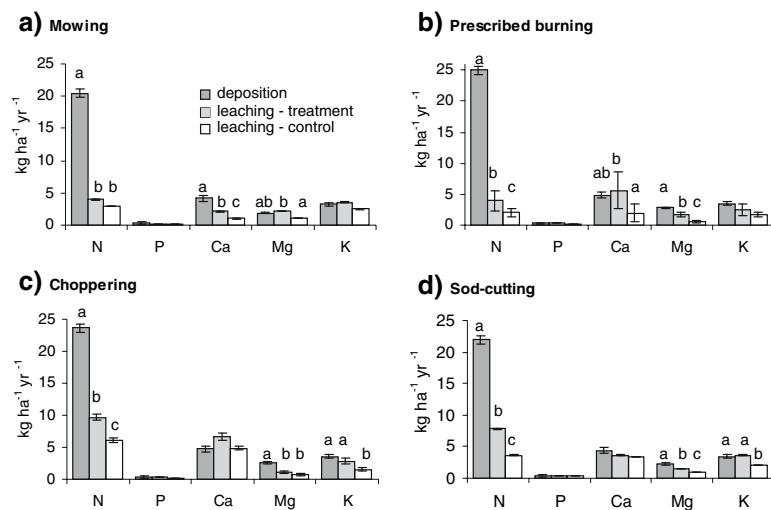 a) Mowing
kg ha-1 yr -1
25
20
15
10
5
0
a
b b
a
b c
ab b a
deposition
leaching - treatment
leaching - control
N P Ca Mg K
b) Prescribed burning
kg ha-1 yr -1
25
20
15
10
5
0
a
b
c
ab b
a
a
b
c
N P Ca Mg K
c) Choppering
kg ha-1 yr -1
25
20
15
10
5
0
a
b
c
a b b
a a
b
N P Ca Mg K
d) Sod-cutting
kg ha-1 yr -1
25
20
15
10
5
0
a
b
c
a b c
a a
b
N P Ca Mg K